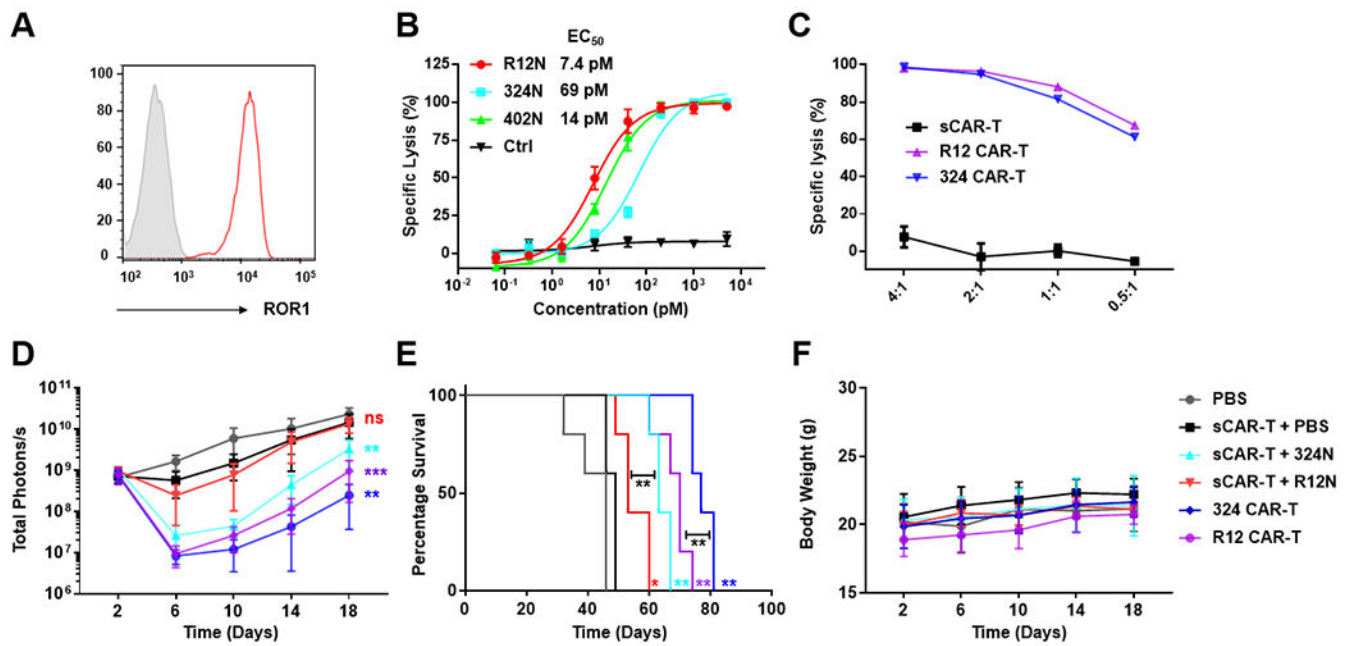 A
100
80
60
40
20
0
10²
10³
10⁴
10⁵
ROR1
B
EC₅₀
R12N 7.4 pM
324N 69 pM
402N 14 pM
Ctrl
Specific Lysis (%)
125
100
75
50
25
0
10⁻²
10⁻¹
10⁰
10¹
10²
10³
10⁴
Concentration (pM)
C
Specific lysis (%)
100
80
60
40
20
0
sCAR-T
R12 CAR-T
324 CAR-T
4:1
2:1
1:1
0.5:1
D
Total Photons/s
10¹¹
10¹⁰
10⁹
10⁸
10⁷
10⁶
ns
**
***
**
2
6
10
14
18
Time (Days)
E
Percentage Survival
100
50
0
**
**
*
**
**
**
0
20
40
60
80
100
Time (Days)
F
Body Weight (g)
30
25
20
15
2
6
10
14
18
Time (Days)
PBS
sCAR-T + PBS
sCAR-T + 324N
sCAR-T + R12N
324 CAR-T
R12 CAR-T